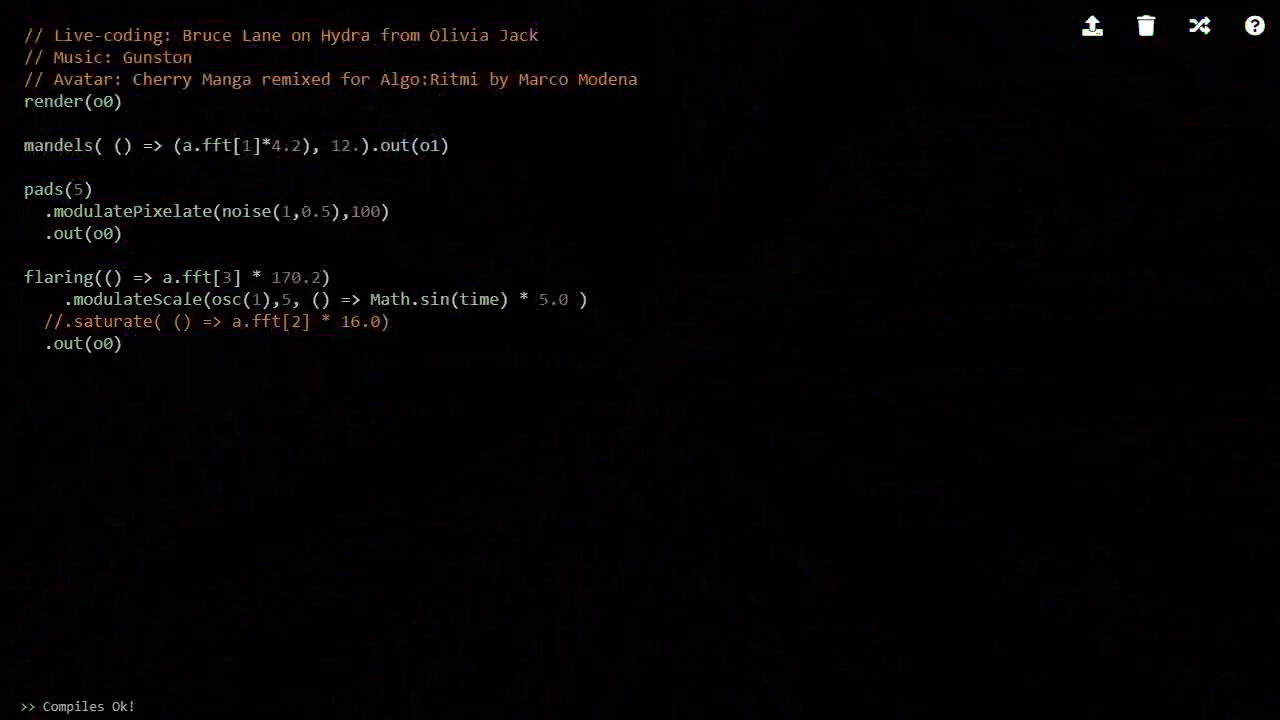 // Live-coding: Bruce Lane on Hydra from Olivia Jack
// Music: Gunston
// Avatar: Cherry Manga remixed for Algo:Ritmi by Marco Modena
render(o0)
mandels( () => (a.fft[1]*4.2), 12.).out(o1)
pads(5)
.modulatePixelate(noise(1,0.5),100)
.out(o0)
flaring(() => a.fft[3] * 170.2)
.modulateScale(osc(1),5, () => Math.sin(time) * 5.0 )
//.saturate( () => a.fft[2] * 16.0)
.out(o0)
>> Compiles Ok!